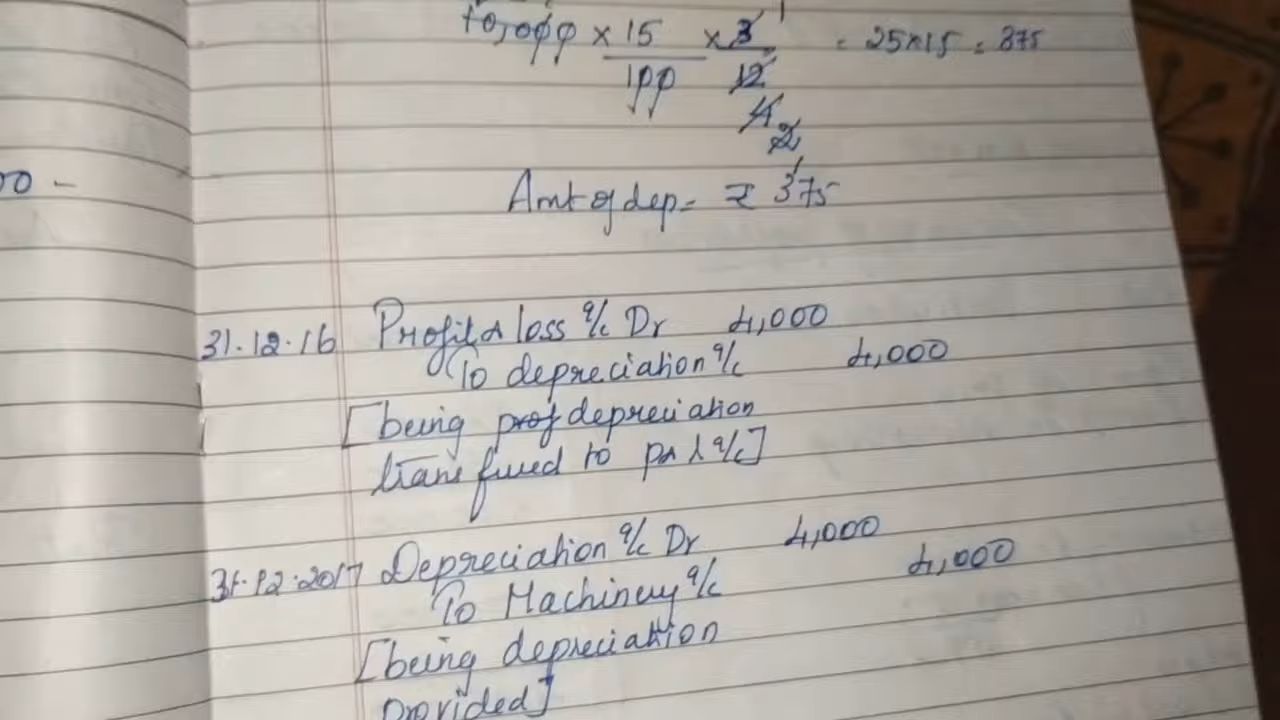 10,000 × 15 × 3 1 = 25×15 = 375
100 12
4
2
00 -
Amt of dep = ₹ 375
31.12.16 Profit & loss a/c Dr 4,000
To depreciation a/c 4,000
[being prof depreciation
transfured to p& l a/c]
31.12.2017 Depreciation a/c Dr 4,000
To Machinery a/c 4,000
[being depreciation
provided]